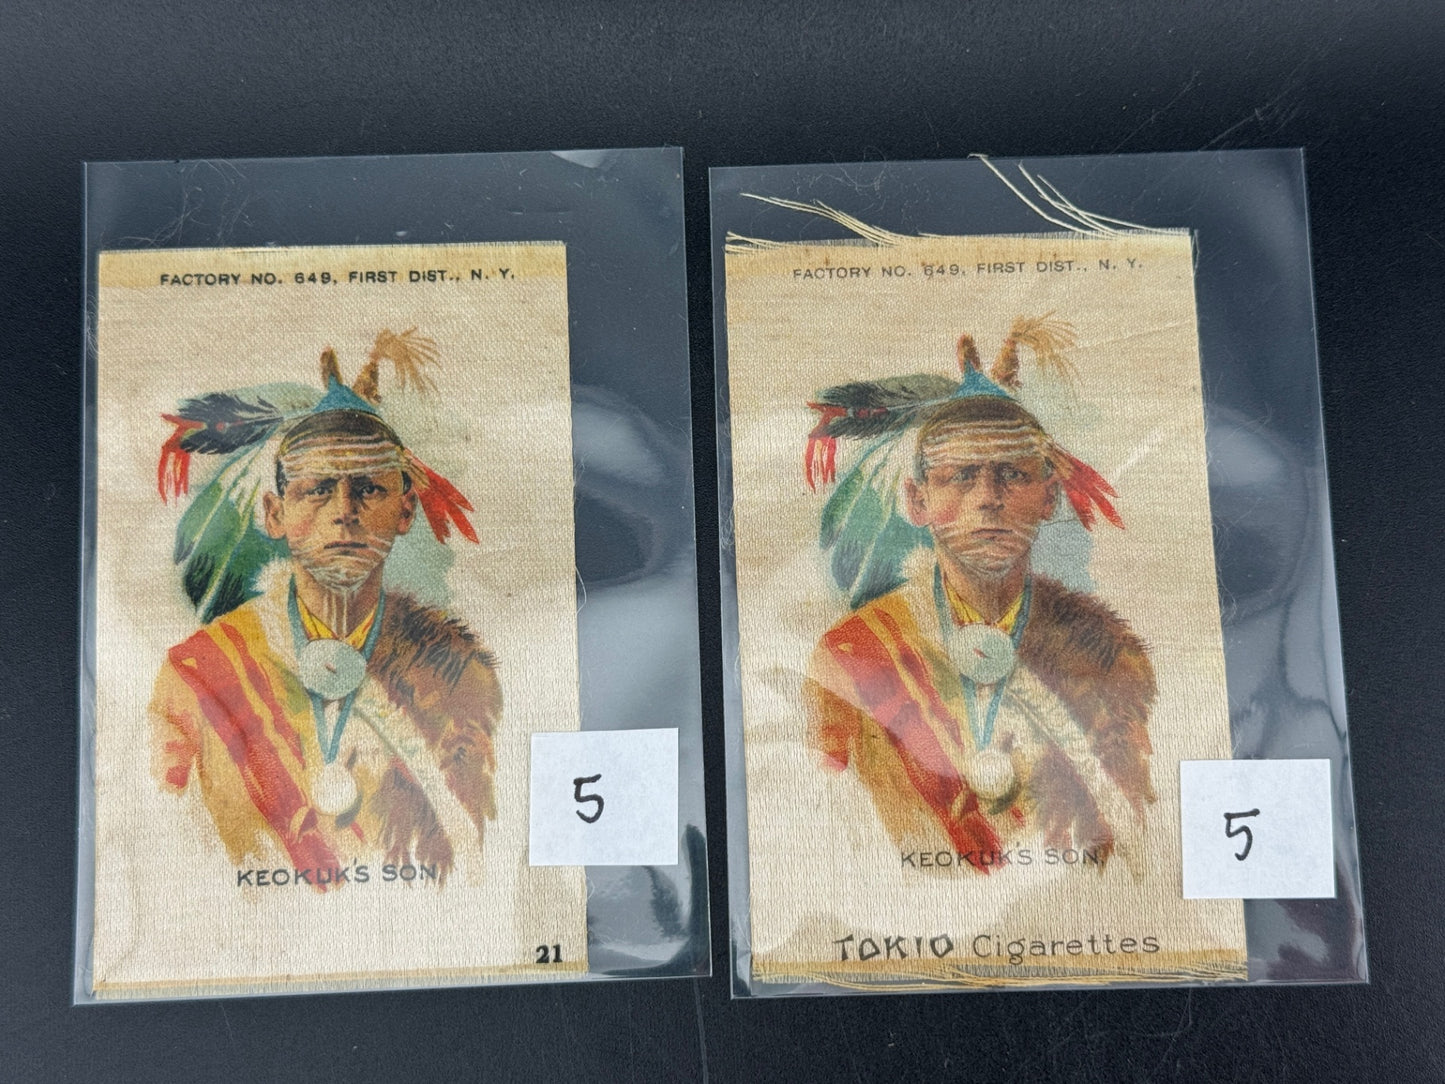 FACTORY NO. 649, FIRST DIST., N. Y.
KEOKUK'S SON
21
5
FACTORY NO. 649, FIRST DIST., N. Y.
KEOKUK'S SON
TOKIO Cigarettes
5